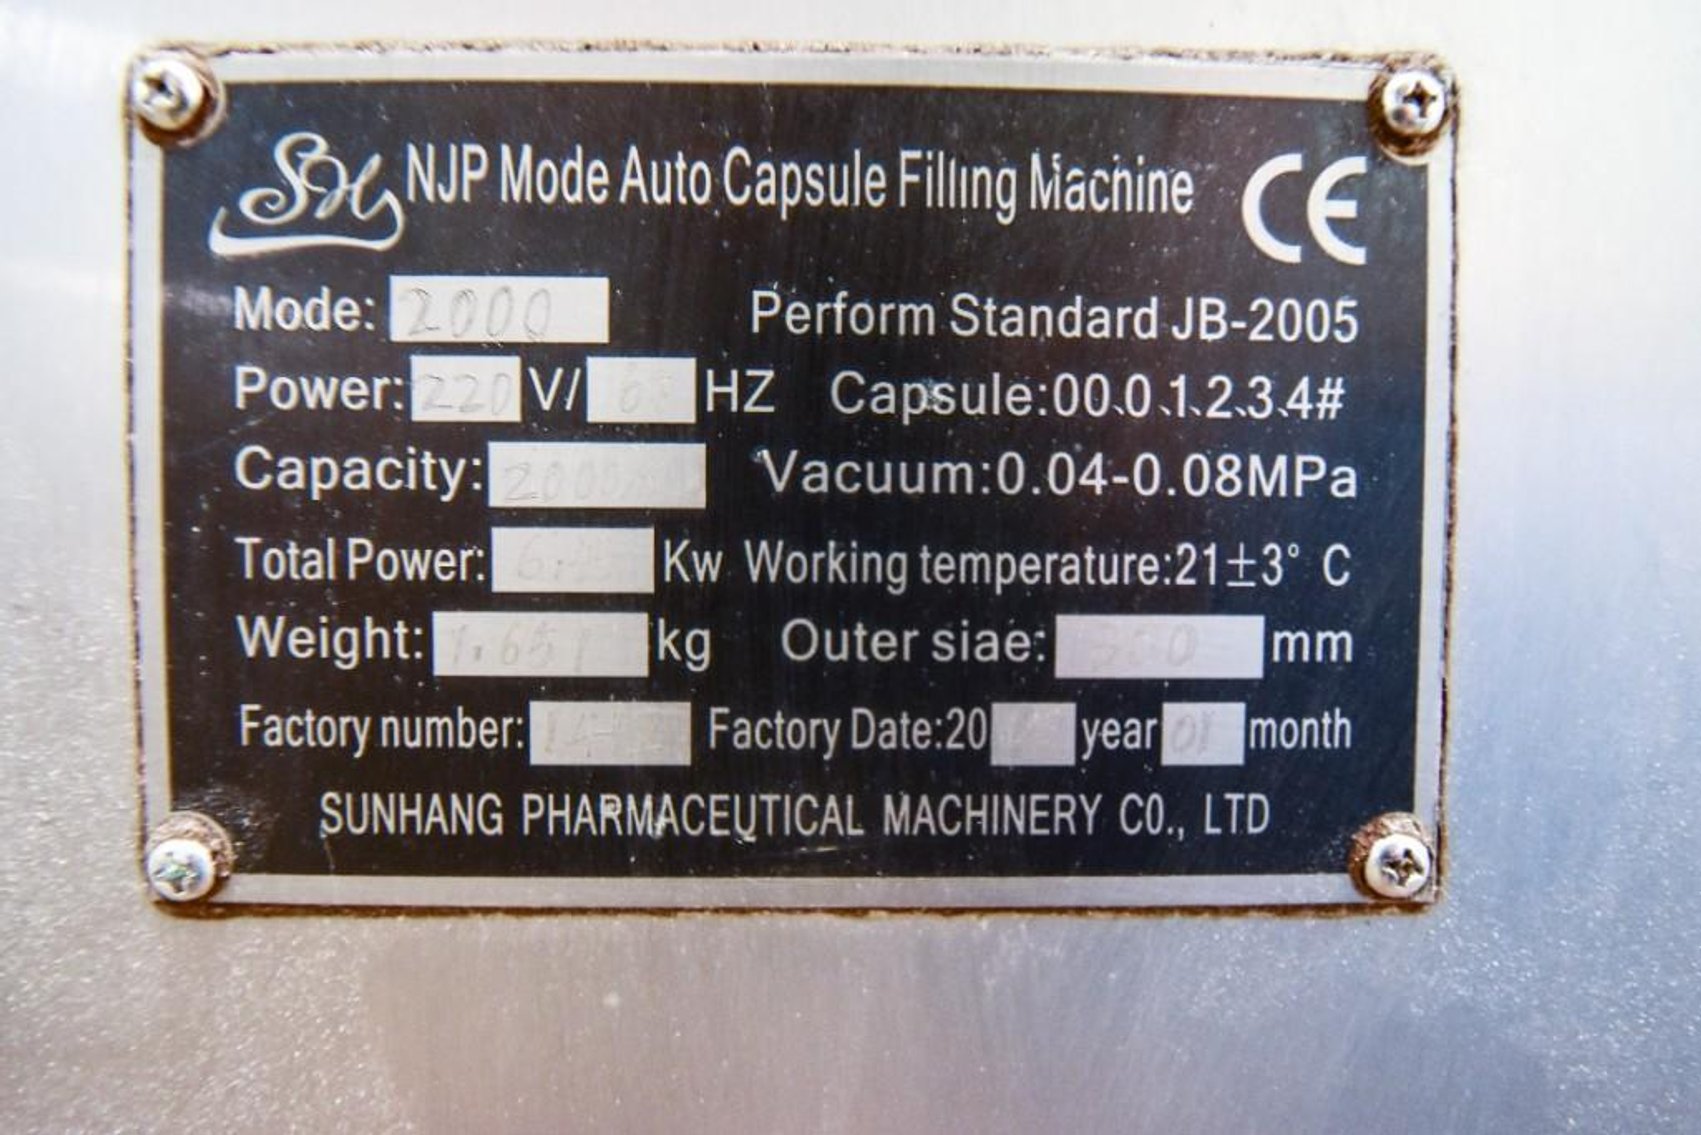 SH NJP Mode Auto Capsule Filling Machine CE
Mode: 2000 Perform Standard JB-2005
Power: 220 V/ HZ Capsule:00、0、1、2、3、4#
Capacity: Vacuum:0.04-0.08MPa
Total Power: Kw Working temperature:21±3° C
Weight: kg Outer siae: mm
Factory number: Factory Date:20 year 01 month
SUNHANG PHARMACEUTICAL MACHINERY CO., LTD